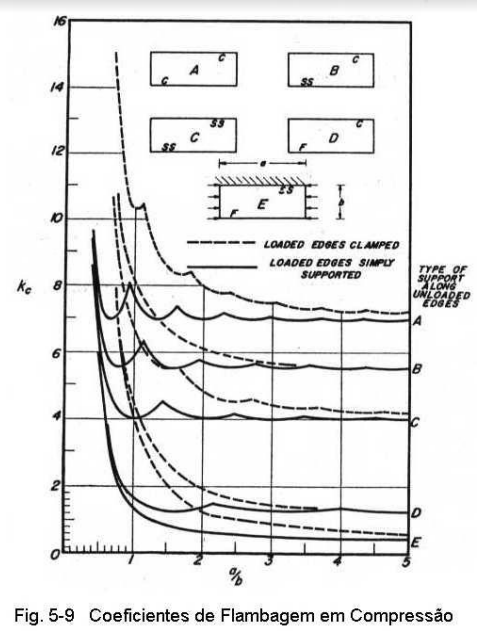 16
14
12
10
8
6
4
2
0
kc
C
A
C
C
B
SS
SS
C
SS
C
D
F
a
SS
E
F
b
LOADED EDGES CLAMPED
LOADED EDGES SIMPLY
SUPPORTED
TYPE OF
SUPPORT
ALONG
UNLOADED
EDGES
A
B
C
D
E
0 1 2 3 4 5
a/b
Fig. 5-9 Coeficientes de Flambagem em Compressão